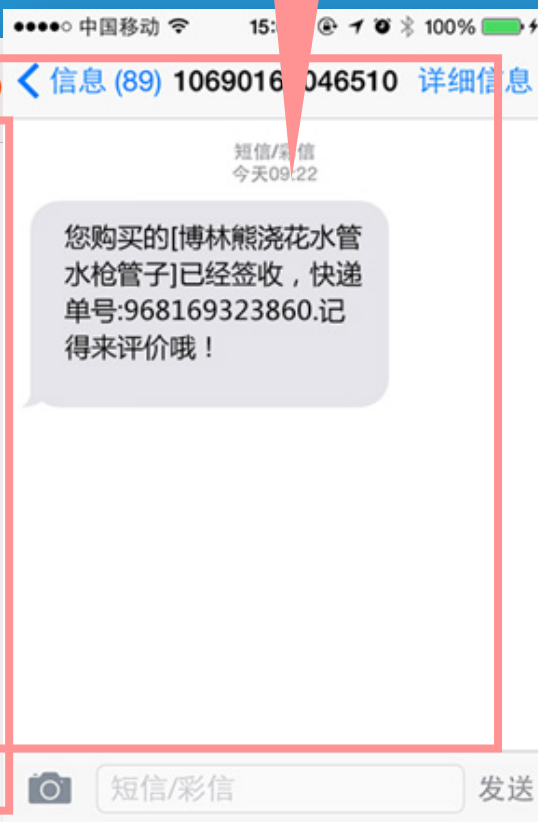 中国移动 15: 100%
信息 (89) 1069016 046510 详细信息
短信/彩信
今天09:22
您购买的[博林熊浇花水管
水枪管子]已经签收，快递
单号:968169323860.记
得来评价哦！
短信/彩信 发送